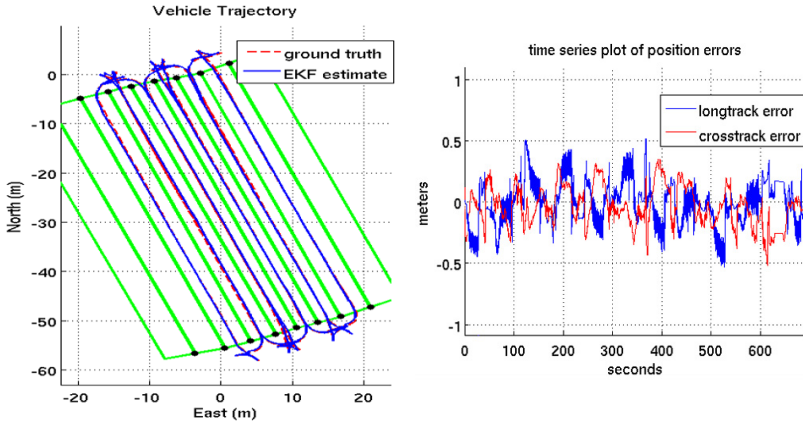 Vehicle Trajectory
ground truth
EKF estimate
0
-10
-20
-30
-40
-50
-60
North (m)
-20
-10
0
10
20
East (m)
time series plot of position errors
longtrack error
crosstrack error
1
0.5
0
-0.5
-1
meters
0
100
200
300
400
500
600
seconds